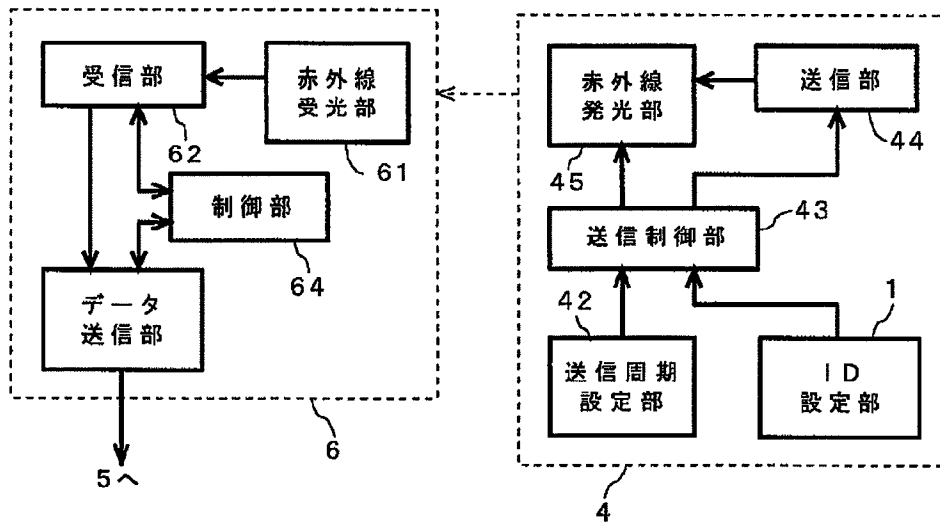 受信部
62
赤外線
受光部
61
制御部
64
データ
送信部
5へ
6
赤外線
発光部
45
送信部
44
送信制御部
43
送信周期
設定部
42
ID
設定部
1
4